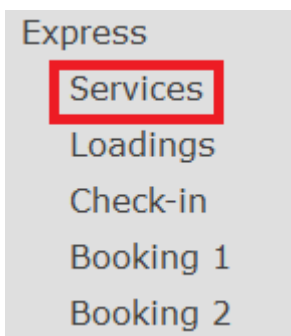 Express
Services
Loadings
Check-in
Booking 1
Booking 2